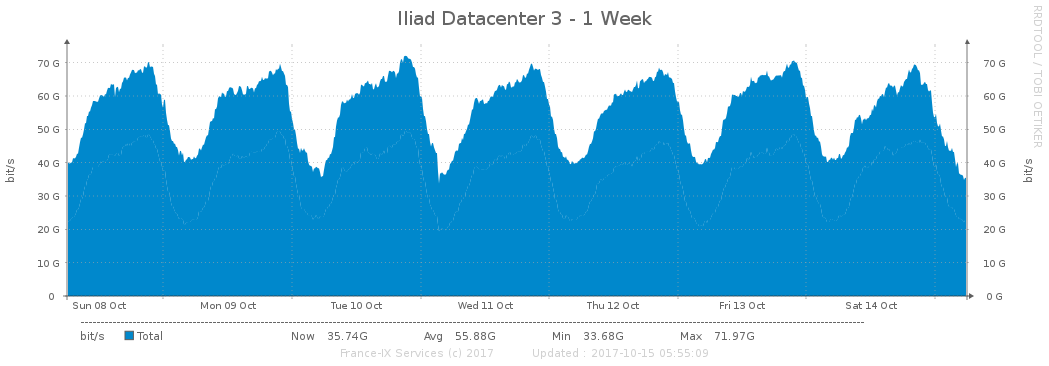 Iliad Datacenter 3 - 1 Week
RRDTOOL / TOBI OETIKER
bit/s
70 G 70 G
60 G 60 G
50 G 50 G
40 G 40 G
30 G 30 G
20 G 20 G
10 G 10 G
0 0 G
bit/s
Sun 08 Oct Mon 09 Oct Tue 10 Oct Wed 11 Oct Thu 12 Oct Fri 13 Oct Sat 14 Oct
bit/s Total Now 35.74G Avg 55.88G Min 33.68G Max 71.97G
France-IX Services (c) 2017 Updated : 2017-10-15 05:55:09